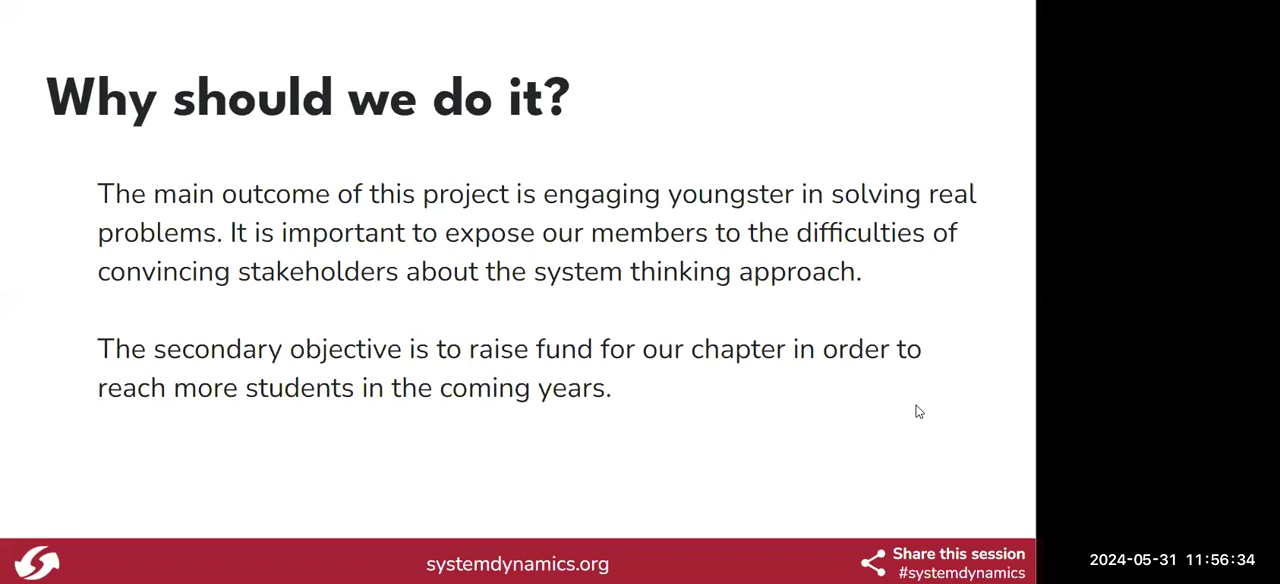 Why should we do it?
The main outcome of this project is engaging youngster in solving real
problems. It is important to expose our members to the difficulties of
convincing stakeholders about the system thinking approach.
The secondary objective is to raise fund for our chapter in order to
reach more students in the coming years.
systemdynamics.org
Share this session
#systemdynamics
2024-05-31 11:56:34